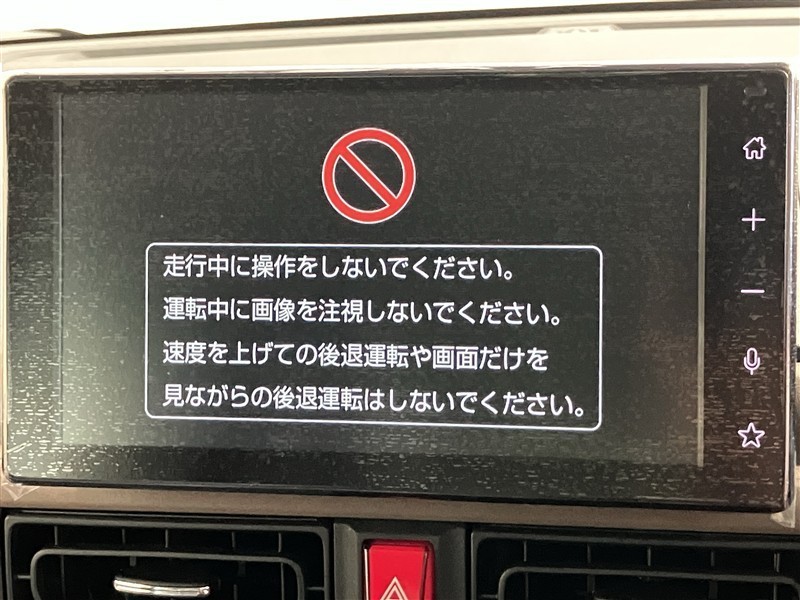 走行中に操作をしないでください。
運転中に画像を注視しないでください。
速度を上げての後退運転や画面だけを
見ながらの後退運転はしないでください。